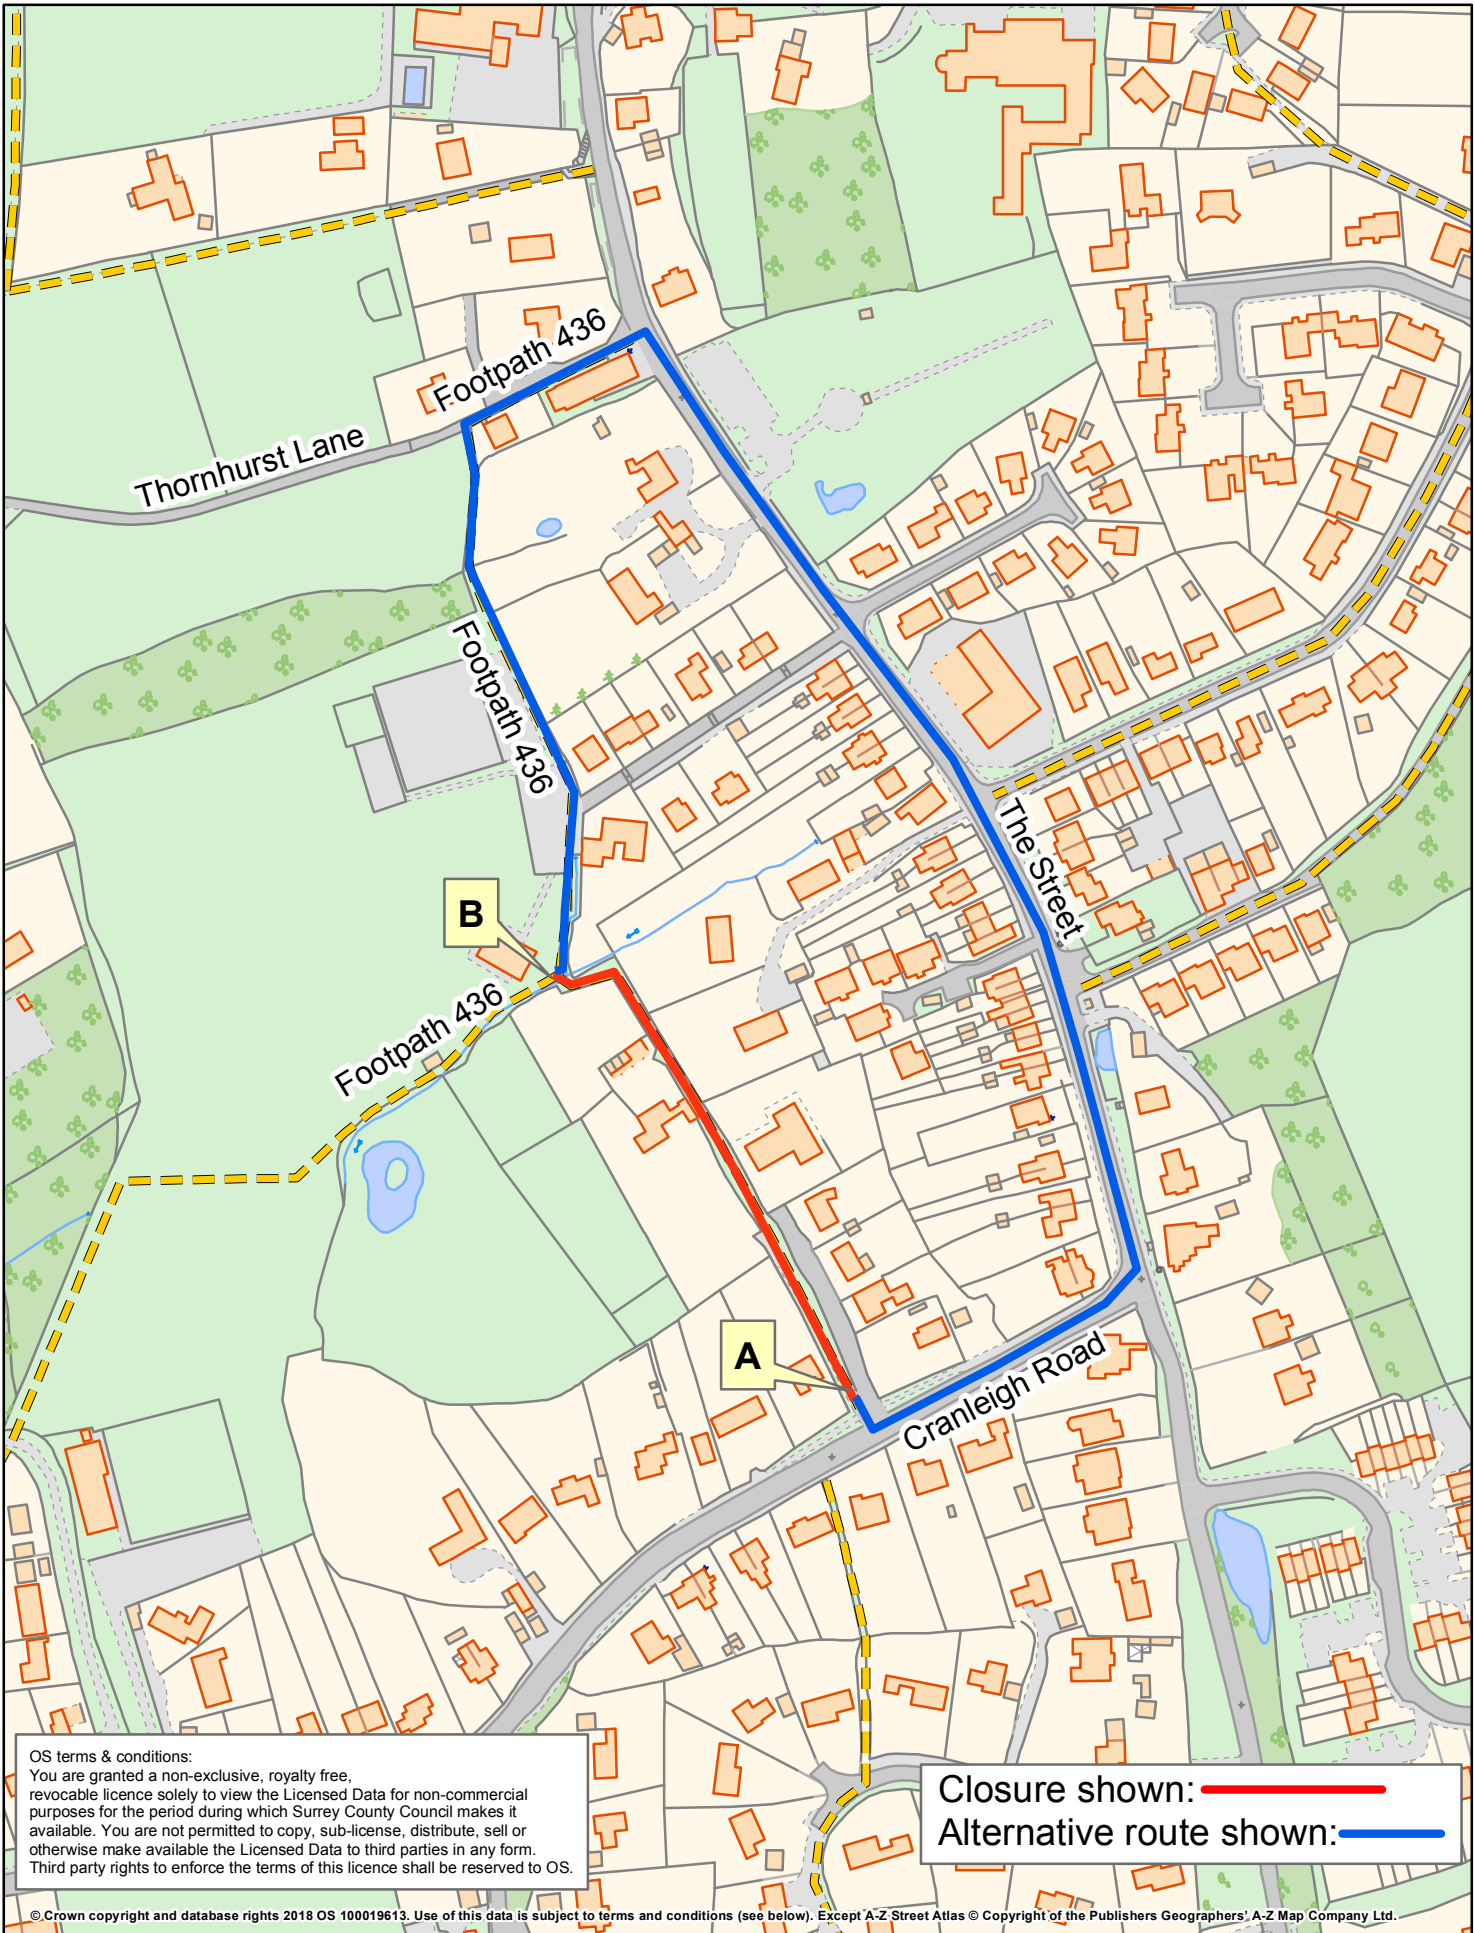 Footpath 436
Thornhurst Lane
Footpath 436
The Street
B
Footpath 436
A
Cranleigh Road
OS terms & conditions:
You are granted a non-exclusive, royalty free,
revocable licence solely to view the Licensed Data for non-commercial
purposes for the period during which Surrey County Council makes it
available. You are not permitted to copy, sub-license, distribute, sell or
otherwise make available the Licensed Data to third parties in any form.
Third party rights to enforce the terms of this licence shall be reserved to OS.
Closure shown:
Alternative route shown:
© Crown copyright and database rights 2018 OS 100019613. Use of this data is subject to terms and conditions (see below). Except A-Z Street Atlas © Copyright of the Publishers Geographers' A-Z Map Company Ltd.